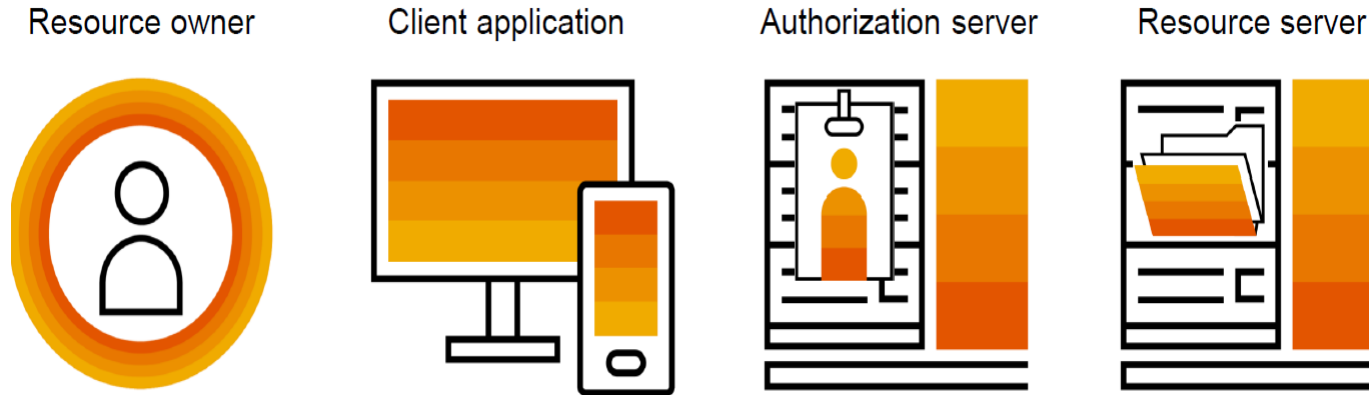 Resource owner
Client application
Authorization server
Resource server